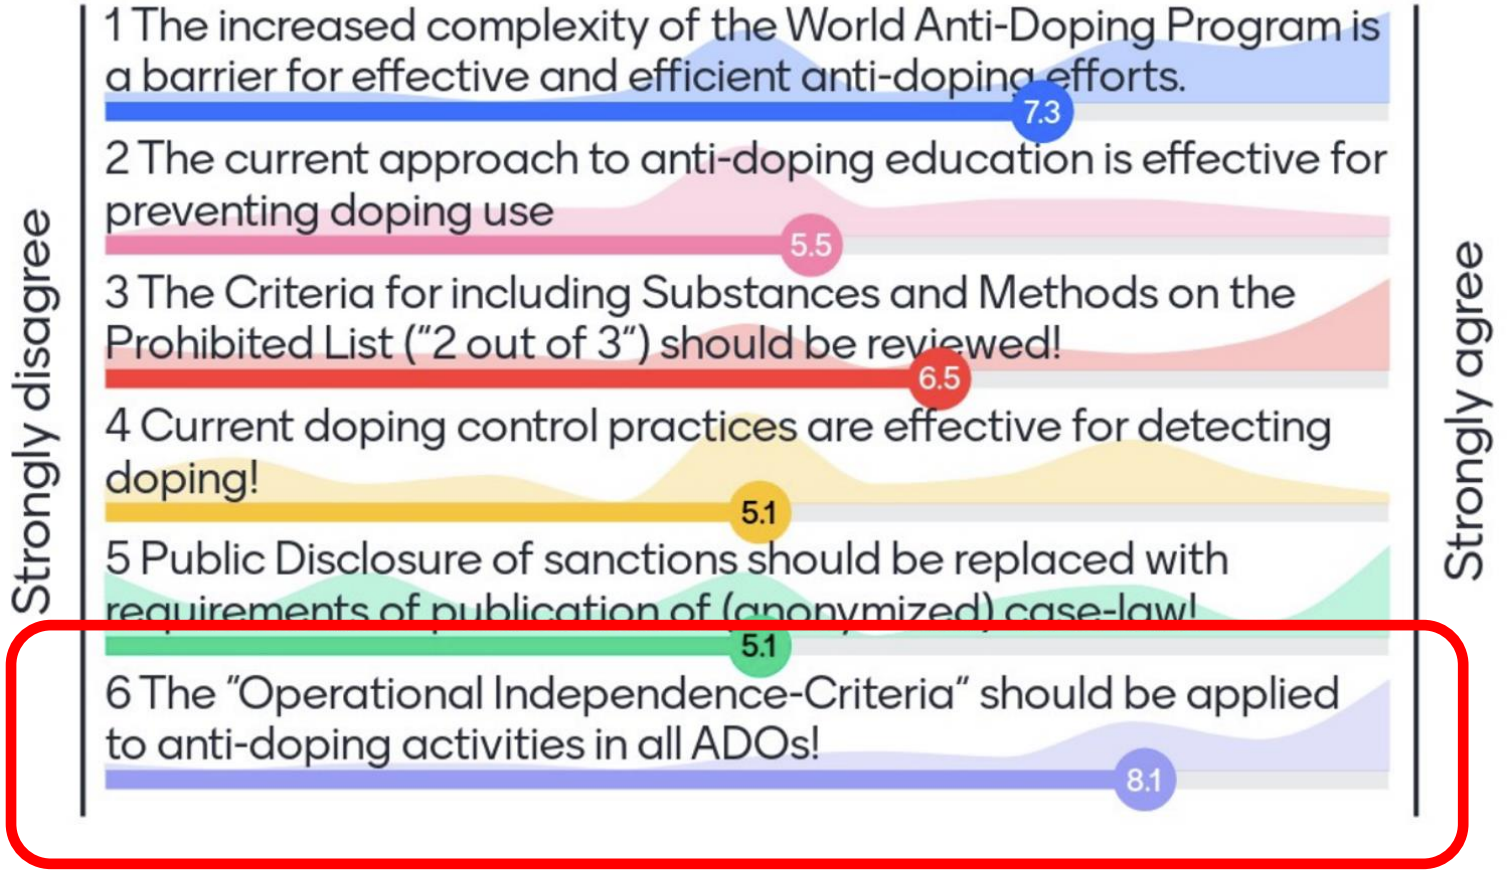 Strongly disagree
1 The increased complexity of the World Anti-Doping Program is
a barrier for effective and efficient anti-doping efforts.
7.3
2 The current approach to anti-doping education is effective for
preventing doping use
5.5
3 The Criteria for including Substances and Methods on the
Prohibited List (“2 out of 3”) should be reviewed!
6.5
4 Current doping control practices are effective for detecting
doping!
5.1
5 Public Disclosure of sanctions should be replaced with
requirements of publication of (anonymized) case-law!
5.1
6 The “Operational Independence-Criteria” should be applied
to anti-doping activities in all ADOs!
8.1
Strongly agree